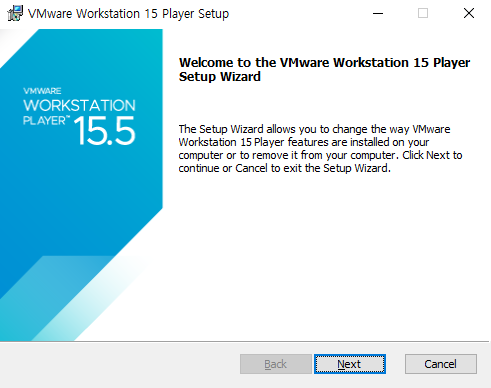 VMware Workstation 15 Player Setup
VMWARE
WORKSTATION
PLAYER™
15.5
Welcome to the VMware Workstation 15 Player
Setup Wizard
The Setup Wizard allows you to change the way VMware
Workstation 15 Player features are installed on your
computer or to remove it from your computer. Click Next to
continue or Cancel to exit the Setup Wizard.
Back
Next
Cancel